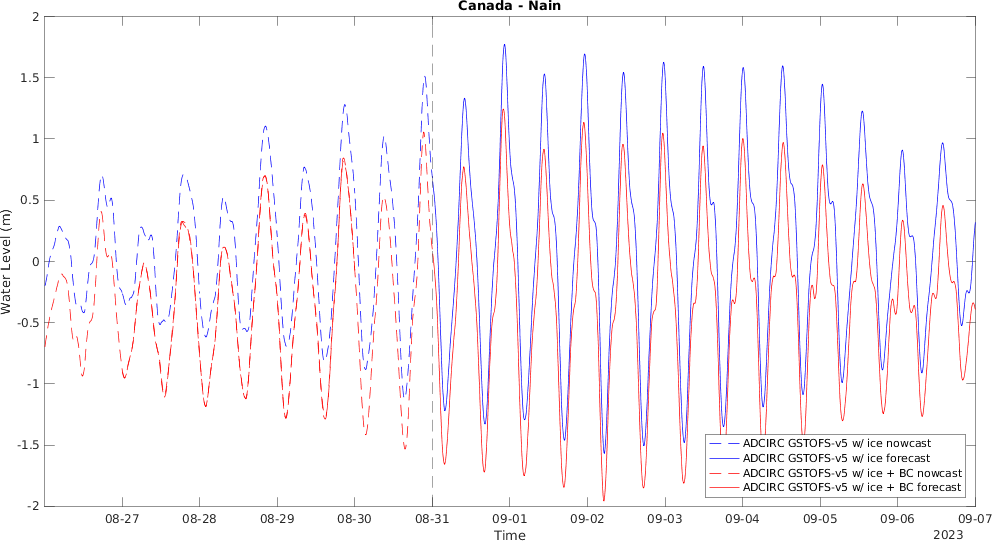 Canada - Nain
Water Level (m)
2
1.5
1
0.5
0
-0.5
-1
-1.5
-2
ADCIRC GSTOFS-v5 w/ ice nowcast
ADCIRC GSTOFS-v5 w/ ice forecast
ADCIRC GSTOFS-v5 w/ ice + BC nowcast
ADCIRC GSTOFS-v5 w/ ice + BC forecast
08-27 08-28 08-29 08-30 08-31 09-01 09-02 09-03 09-04 09-05 09-06 09-07
Time
2023